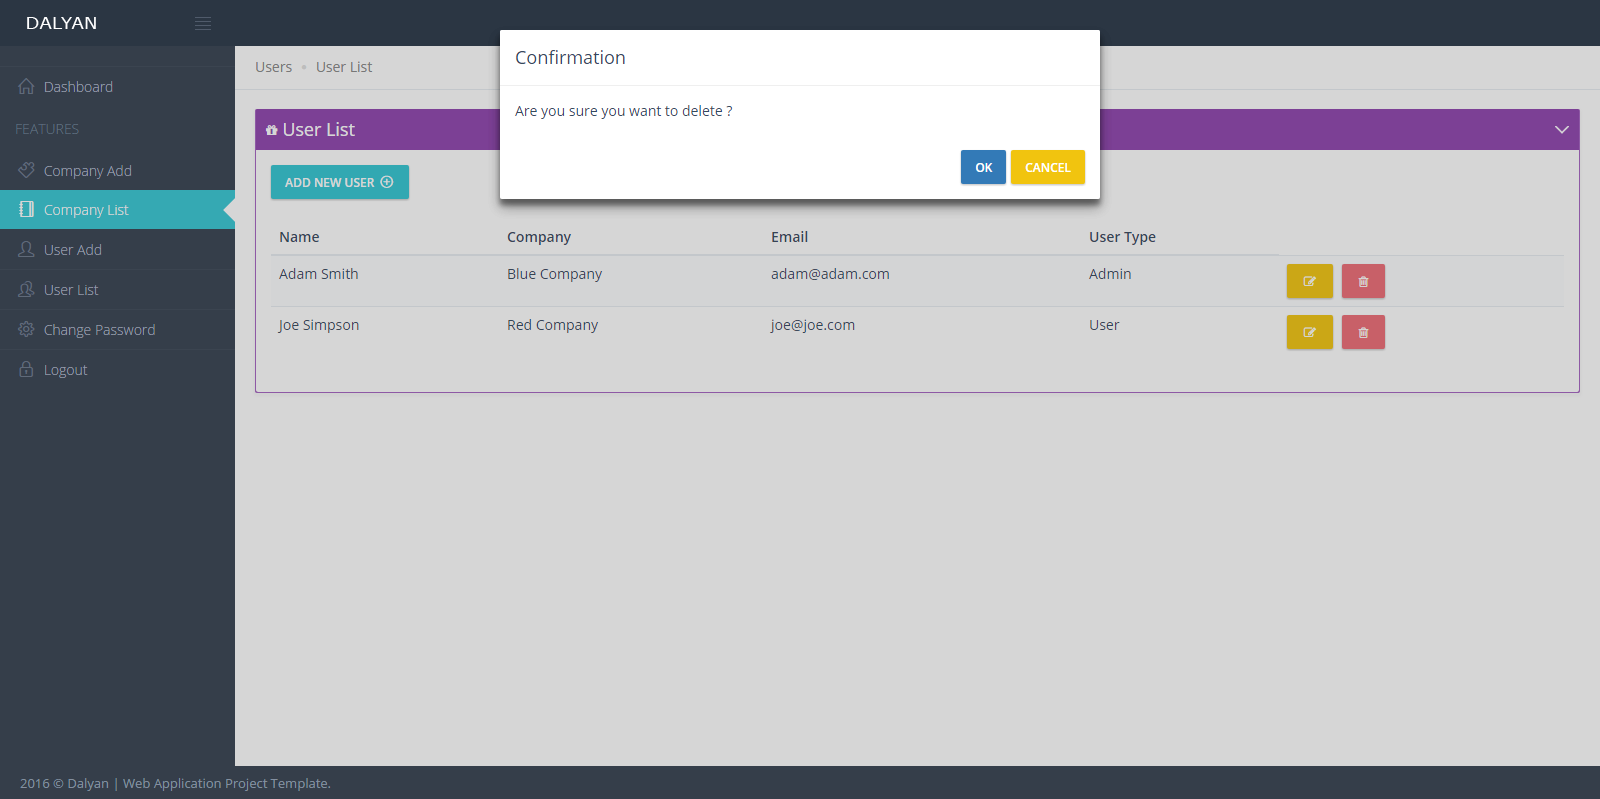 DALYAN
Dashboard
FEATURES
Company Add
Company List
User Add
User List
Change Password
Logout
Users • User List
Confirmation
Are you sure you want to delete ?
OK CANCEL
User List
ADD NEW USER
Name Company Email User Type
Adam Smith Blue Company adam@adam.com Admin
Joe Simpson Red Company joe@joe.com User
2016 © Dalyan | Web Application Project Template.